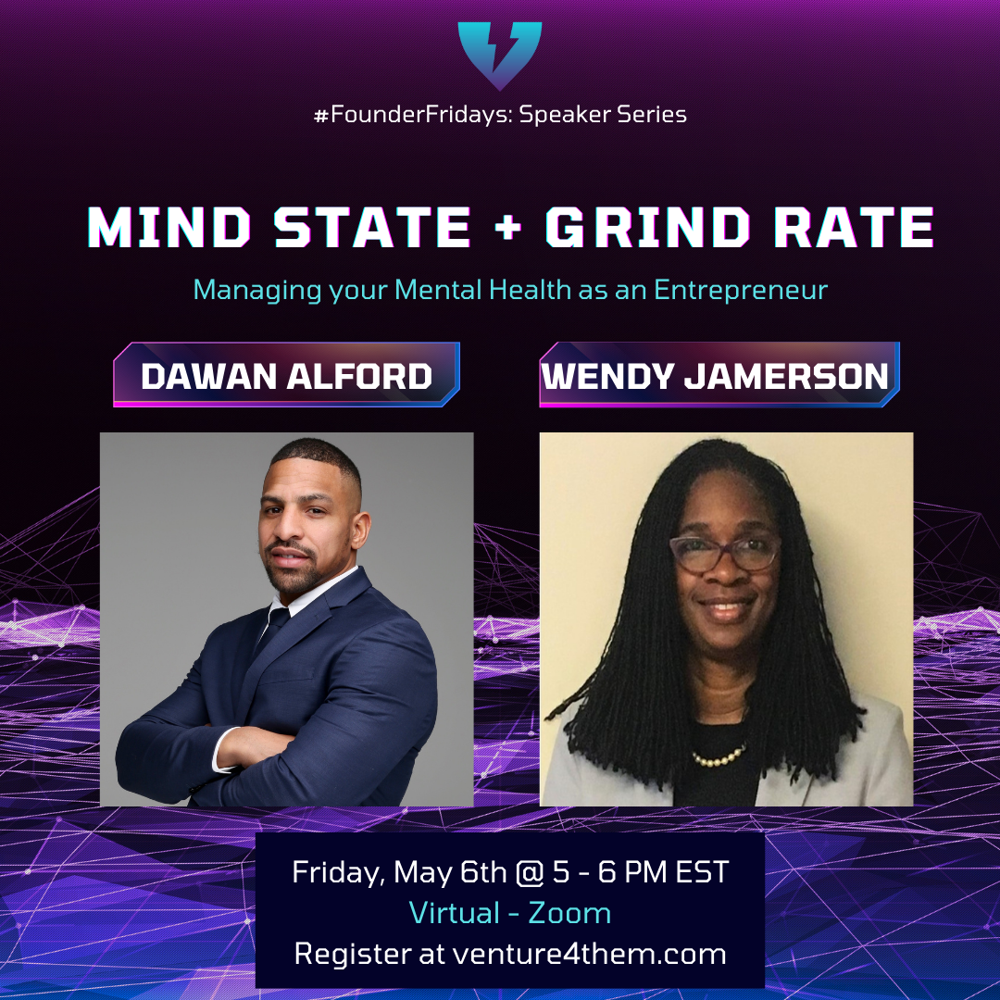 #FounderFridays: Speaker Series
MIND STATE + GRIND RATE
Managing your Mental Health as an Entrepreneur
DAWAN ALFORD
WENDY JAMERSON
Friday, May 6th @ 5 - 6 PM EST
Virtual - Zoom
Register at venture4them.com